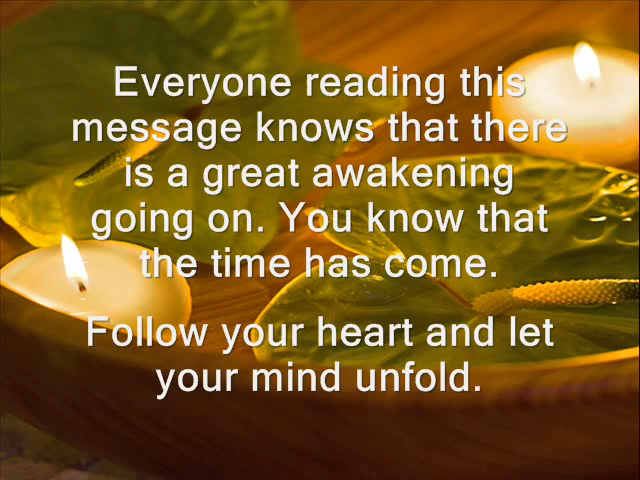 Everyone reading this
message knows that there
is a great awakening
going on. You know that
the time has come.
Follow your heart and let
your mind unfold.